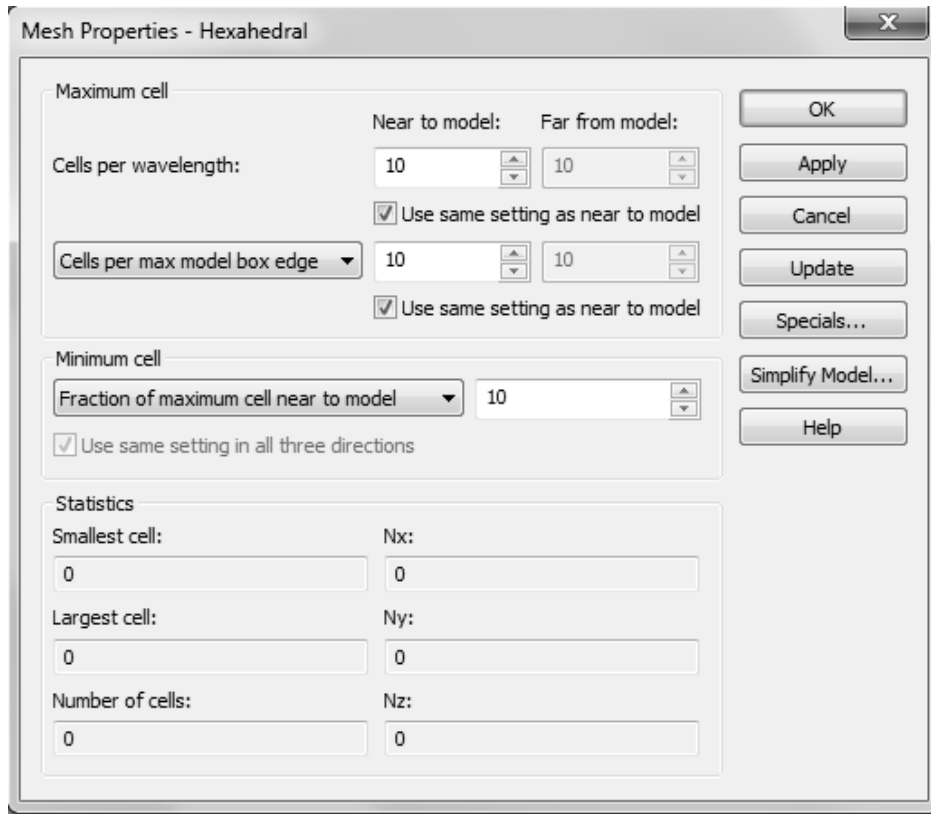 Mesh Properties - Hexahedral
X
Maximum cell
Near to model: Far from model:
Cells per wavelength: 10 10
Use same setting as near to model
Cells per max model box edge 10 10
Use same setting as near to model
Minimum cell
Fraction of maximum cell near to model 10
Use same setting in all three directions
Statistics
Smallest cell: Nx:
0 0
Largest cell: Ny:
0 0
Number of cells: Nz:
0 0
OK
Apply
Cancel
Update
Specials...
Simplify Model...
Help